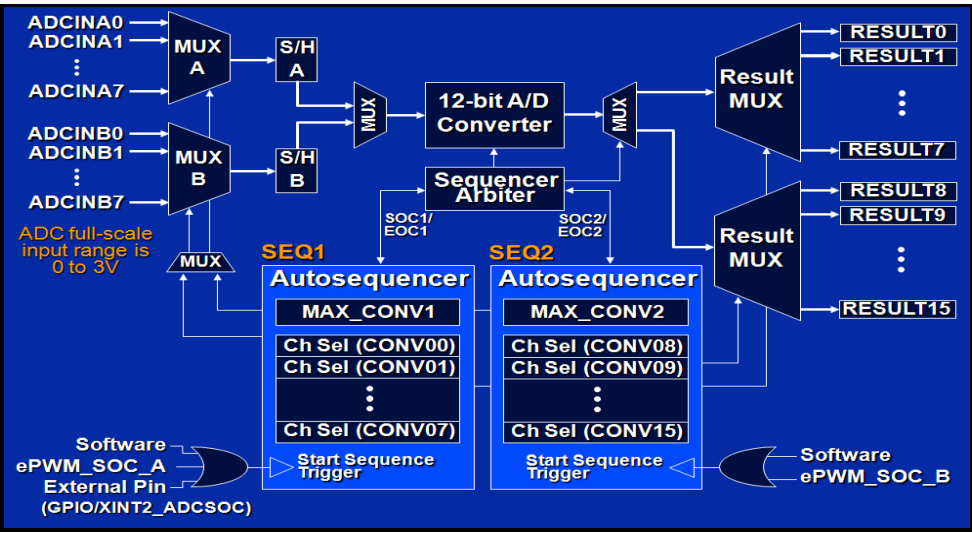 ADCINA0
ADCINA1
ADCINA7
ADCINB0
ADCINB1
ADCINB7
MUX
A
MUX
B
S/H
A
S/H
B
MUX
12-bit A/D
Converter
MUX
Result
MUX
RESULT0
RESULT1
RESULT7
Result
MUX
RESULT8
RESULT9
RESULT15
Sequencer
Arbiter
SOC1/
EOC1
SOC2/
EOC2
ADC full-scale
input range is
0 to 3V
MUX
SEQ1
Autosequencer
MAX_CONV1
Ch Sel (CONV00)
Ch Sel (CONV01)
Ch Sel (CONV07)
Start Sequence
Trigger
SEQ2
Autosequencer
MAX_CONV2
Ch Sel (CONV08)
Ch Sel (CONV09)
Ch Sel (CONV15)
Start Sequence
Trigger
Software
ePWM_SOC_A
External Pin
(GPIO/XINT2_ADCSOC)
Software
ePWM_SOC_B